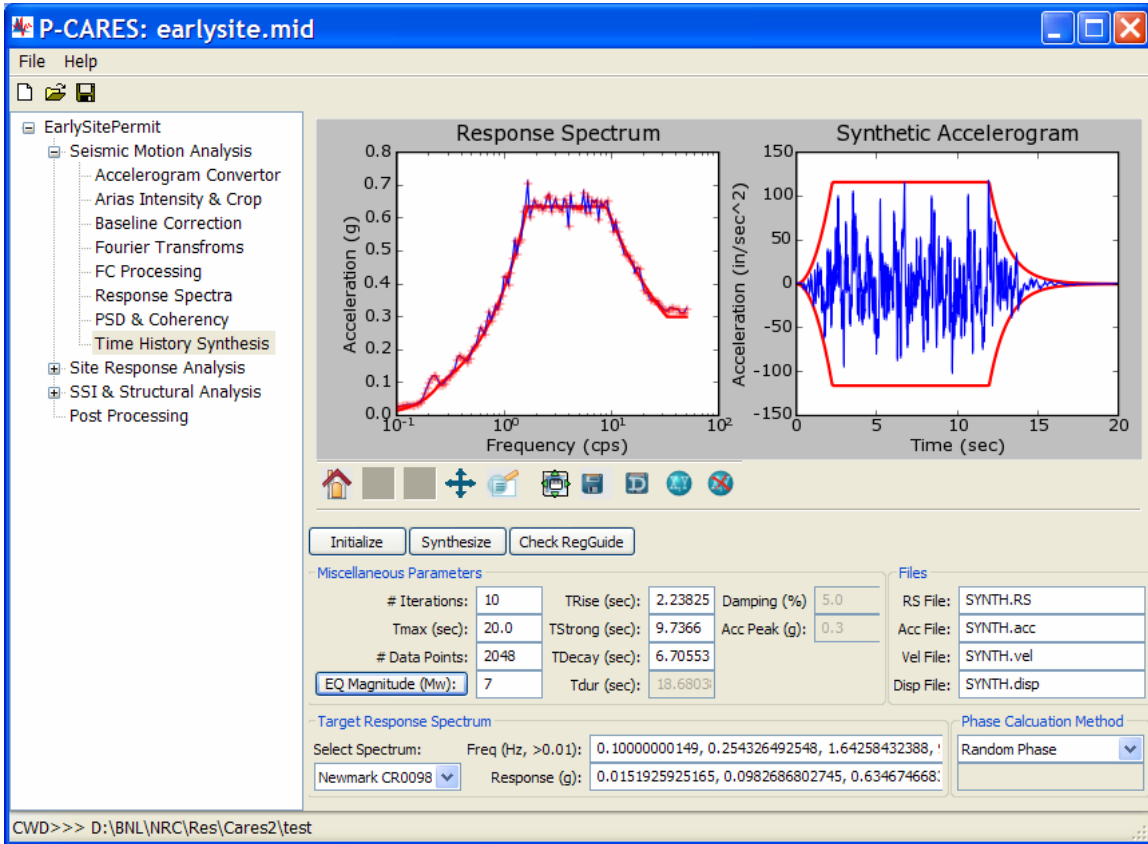 P-CARES: earlysite.mid
File Help
EarlySitePermit
Seismic Motion Analysis
Accelerogram Convertor
Arias Intensity & Crop
Baseline Correction
Fourier Transfroms
FC Processing
Response Spectra
PSD & Coherency
Time History Synthesis
Site Response Analysis
SSI & Structural Analysis
Post Processing
Response Spectrum
Acceleration (g)
0.8
0.7
0.6
0.5
0.4
0.3
0.2
0.1
0.0
10^-1 10^0 10^1 10^2
Frequency (cps)
Synthetic Accelerogram
Acceleration (in/sec^2)
150
100
50
0
-50
-100
-150
0 5 10 15 20
Time (sec)
Initialize Synthesize Check RegGuide
Miscellaneous Parameters
# Iterations: 10 TRise (sec): 2.23825 Damping (%) 5.0
Tmax (sec): 20.0 TStrong (sec): 9.7366 Acc Peak (g): 0.3
# Data Points: 2048 TDecay (sec): 6.70553
EQ Magnitude (Mw): 7 Tdur (sec): 18.6803
Files
RS File: SYNTH.RS
Acc File: SYNTH.acc
Vel File: SYNTH.vel
Disp File: SYNTH.disp
Target Response Spectrum
Select Spectrum: Freq (Hz, >0.01): 0.10000000149, 0.254326492548, 1.64258432388,
Newmark CR0098 Response (g): 0.0151925925165, 0.0982686802745, 0.634674668
Phase Calcuation Method
Random Phase
CWD>>> D:\BNL\NRC\Res\Cares2\test